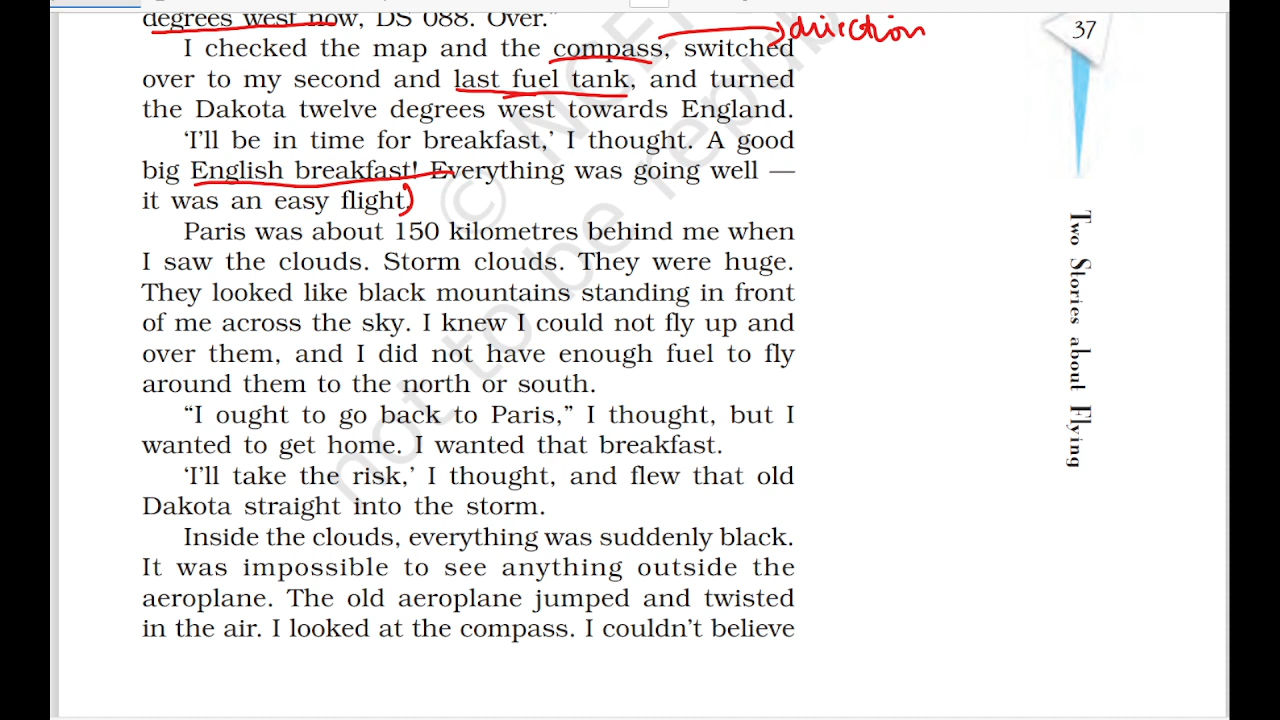 degrees west now, DS 088. Over.”
direction
37
I checked the map and the compass, switched
over to my second and last fuel tank, and turned
the Dakota twelve degrees west towards England.
‘I’ll be in time for breakfast,’ I thought. A good
big English breakfast! Everything was going well —
it was an easy flight.
Paris was about 150 kilometres behind me when
I saw the clouds. Storm clouds. They were huge.
They looked like black mountains standing in front
of me across the sky. I knew I could not fly up and
over them, and I did not have enough fuel to fly
around them to the north or south.
“I ought to go back to Paris,” I thought, but I
wanted to get home. I wanted that breakfast.
‘I’ll take the risk,’ I thought, and flew that old
Dakota straight into the storm.
Inside the clouds, everything was suddenly black.
It was impossible to see anything outside the
aeroplane. The old aeroplane jumped and twisted
in the air. I looked at the compass. I couldn’t believe
Two Stories about Flying
© NCE
not to be republ